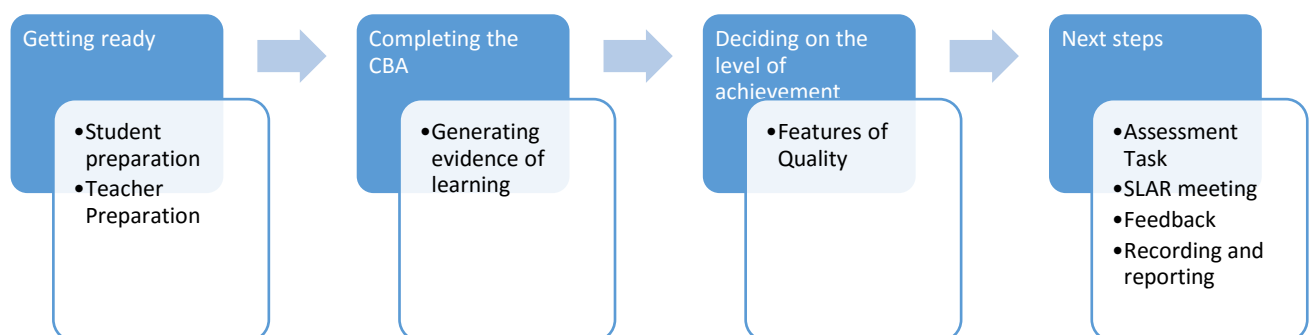 Getting ready
•Student
preparation
•Teacher
Preparation
Completing the
CBA
•Generating
evidence of
learning
Deciding on the
level of
achievement
•Features of
Quality
Next steps
•Assessment
Task
•SLAR meeting
•Feedback
•Recording and
reporting